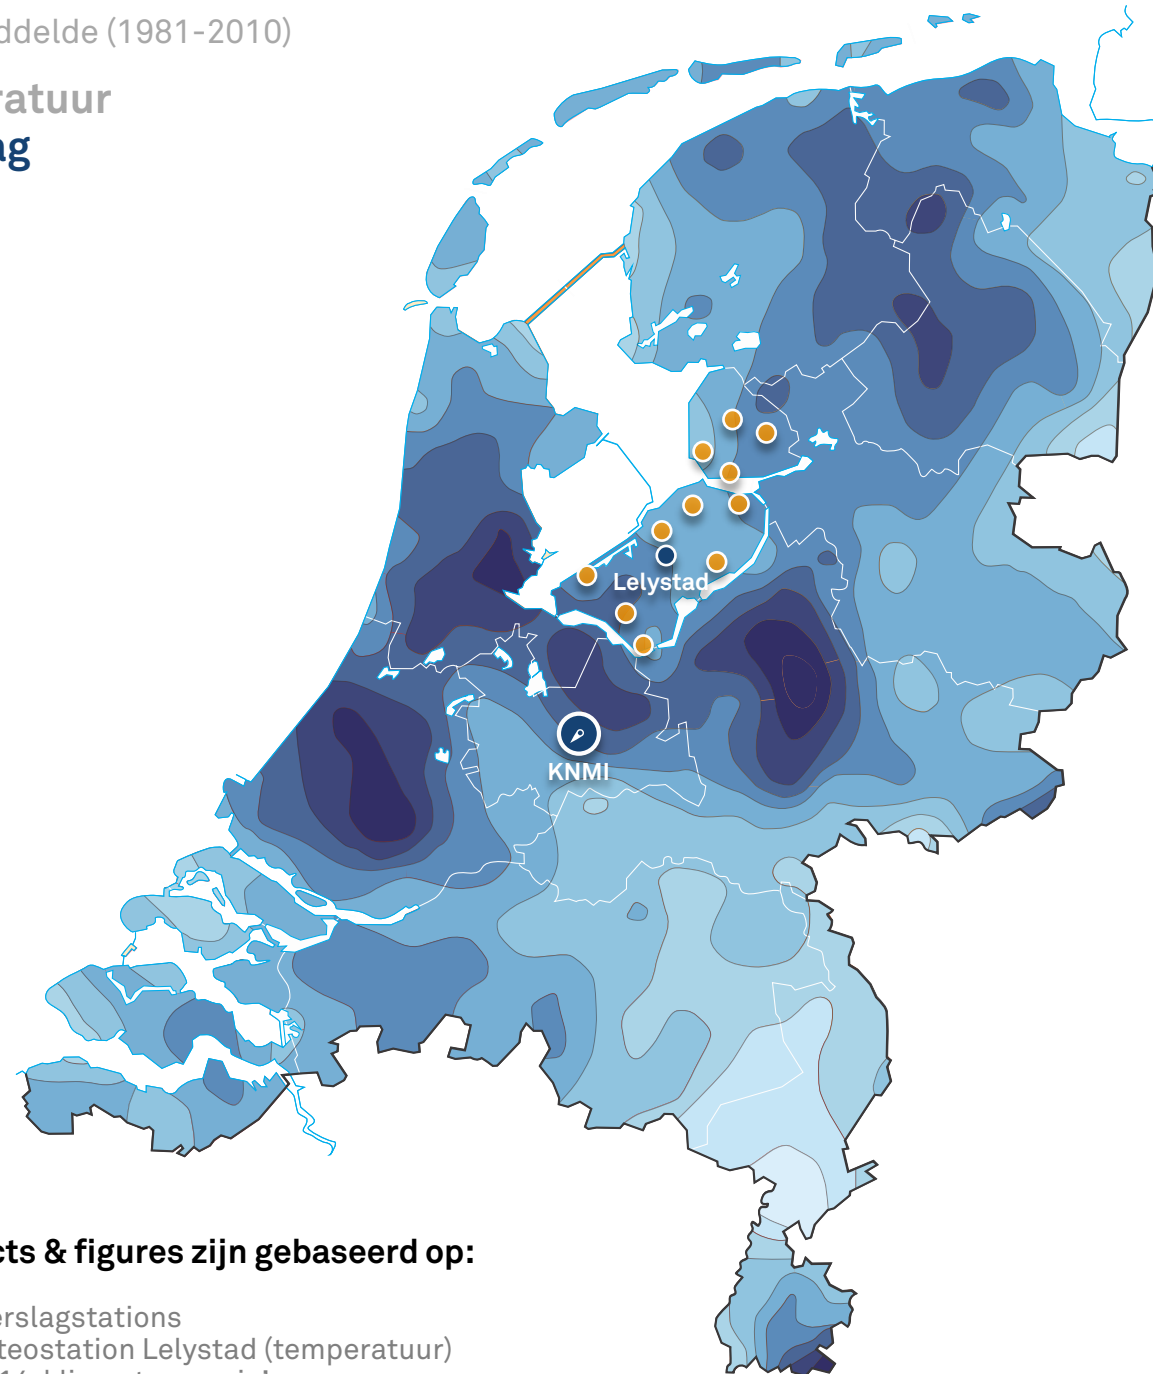 ddelde (1981-2010)
ratuur
ag
Lelystad
KNMI
cts & figures zijn gebaseerd op:
erslagstations
teostation Lelystad (temperatuur)